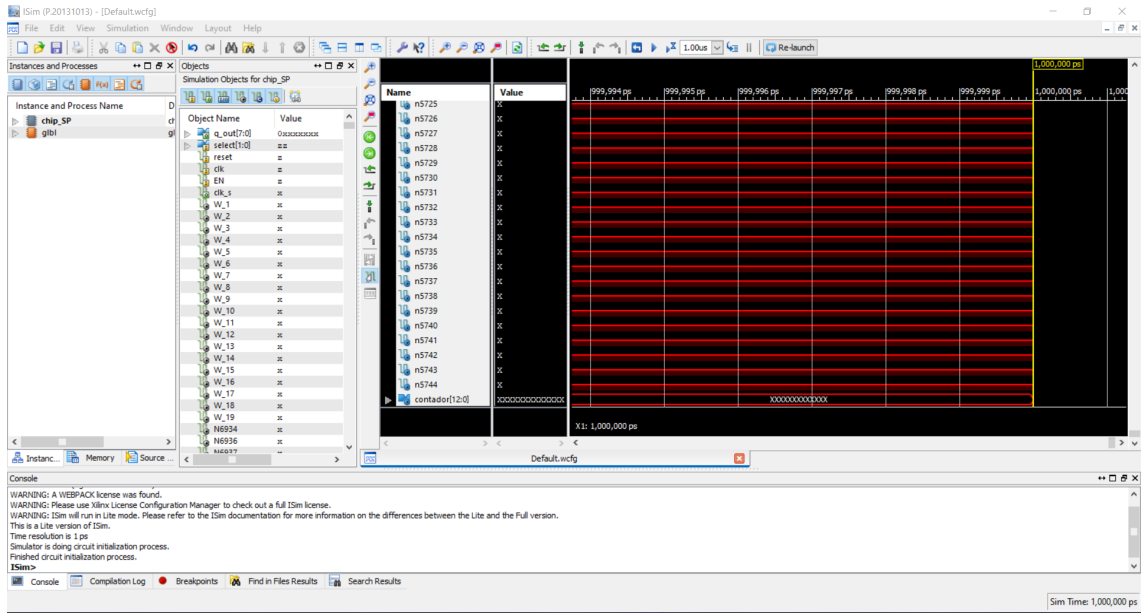 ISim (P.20131013) - [Default.wcfg]
File Edit View Simulation Window Layout Help
1.00us Re-launch
Instances and Processes
Instance and Process Name D
chip_SP ch
glbl gl
Instanc... Memory Source ...
Objects
Simulation Objects for chip_SP
Object Name Value
q_out[7:0] 0xxxxxxx
select[1:0] zz
reset z
clk z
EN z
clk_s x
W_1 x
W_2 x
W_3 x
W_4 x
W_5 x
W_6 x
W_7 x
W_8 x
W_9 x
W_10 x
W_11 x
W_12 x
W_13 x
W_14 x
W_15 x
W_16 x
W_17 x
W_18 x
W_19 x
N6934 x
N6936 x
N6937
Name Value
n5725 X
n5726 X
n5727 X
n5728 X
n5729 X
n5730 X
n5731 X
n5732 X
n5733 X
n5734 X
n5735 X
n5736 X
n5737 X
n5738 X
n5739 X
n5740 X
n5741 X
n5742 X
n5743 X
n5744 X
contador[12:0] XXXXXXXXXXXXX
1,000,000 ps
999,994 ps 999,995 ps 999,996 ps 999,997 ps 999,998 ps 999,999 ps 1,000,000 ps 1,000
XXXXXXXXXXXXX
X1: 1,000,000 ps
Default.wcfg
Console
WARNING: A WEBPACK license was found.
WARNING: Please use Xilinx License Configuration Manager to check out a full ISim license.
WARNING: ISim will run in Lite mode. Please refer to the ISim documentation for more information on the differences between the Lite and the Full version.
This is a Lite version of ISim.
Time resolution is 1 ps
Simulator is doing circuit initialization process.
Finished circuit initialization process.
ISim>
Console Compilation Log Breakpoints Find in Files Results Search Results
Sim Time: 1,000,000 ps